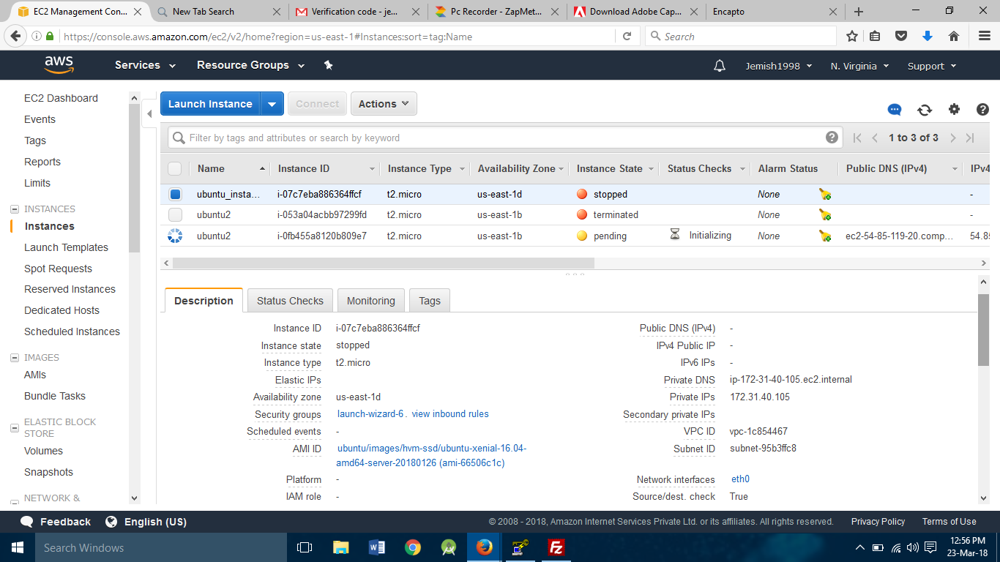 EC2 Management Con...
New Tab Search
Verification code - je...
Pc Recorder - ZapMet...
Download Adobe Cap...
Encapto
https://console.aws.amazon.com/ec2/v2/home?region=us-east-1#Instances:sort=tag:Name
Search
aws Services Resource Groups Jemish1998 N. Virginia Support
EC2 Dashboard
Events
Tags
Reports
Limits
INSTANCES
Instances
Launch Templates
Spot Requests
Reserved Instances
Dedicated Hosts
Scheduled Instances
IMAGES
AMIs
Bundle Tasks
ELASTIC BLOCK
STORE
Volumes
Snapshots
NETWORK &
Launch Instance Connect Actions
Filter by tags and attributes or search by keyword
1 to 3 of 3
Name Instance ID Instance Type Availability Zone Instance State Status Checks Alarm Status Public DNS (IPv4) IPv4
ubuntu_insta... i-07c7eba886364ffcf t2.micro us-east-1d stopped None -
ubuntu2 i-053a04acbb97299fd t2.micro us-east-1b terminated None -
ubuntu2 i-0fb455a8120b809e7 t2.micro us-east-1b pending Initializing None ec2-54-85-119-20.comp... 54.85
Description Status Checks Monitoring Tags
Instance ID i-07c7eba886364ffcf
Instance state stopped
Instance type t2.micro
Elastic IPs
Availability zone us-east-1d
Security groups launch-wizard-6. view inbound rules
Scheduled events -
AMI ID ubuntu/images/hvm-ssd/ubuntu-xenial-16.04-
amd64-server-20180126 (ami-66506c1c)
Platform -
IAM role -
Public DNS (IPv4) -
IPv4 Public IP -
IPv6 IPs -
Private DNS ip-172-31-40-105.ec2.internal
Private IPs 172.31.40.105
Secondary private IPs
VPC ID vpc-1c854467
Subnet ID subnet-95b3ffc8
Network interfaces eth0
Source/dest. check True
Feedback English (US) © 2008 - 2018, Amazon Internet Services Private Ltd. or its affiliates. All rights reserved. Privacy Policy Terms of Use
Search Windows
12:56 PM
23-Mar-18